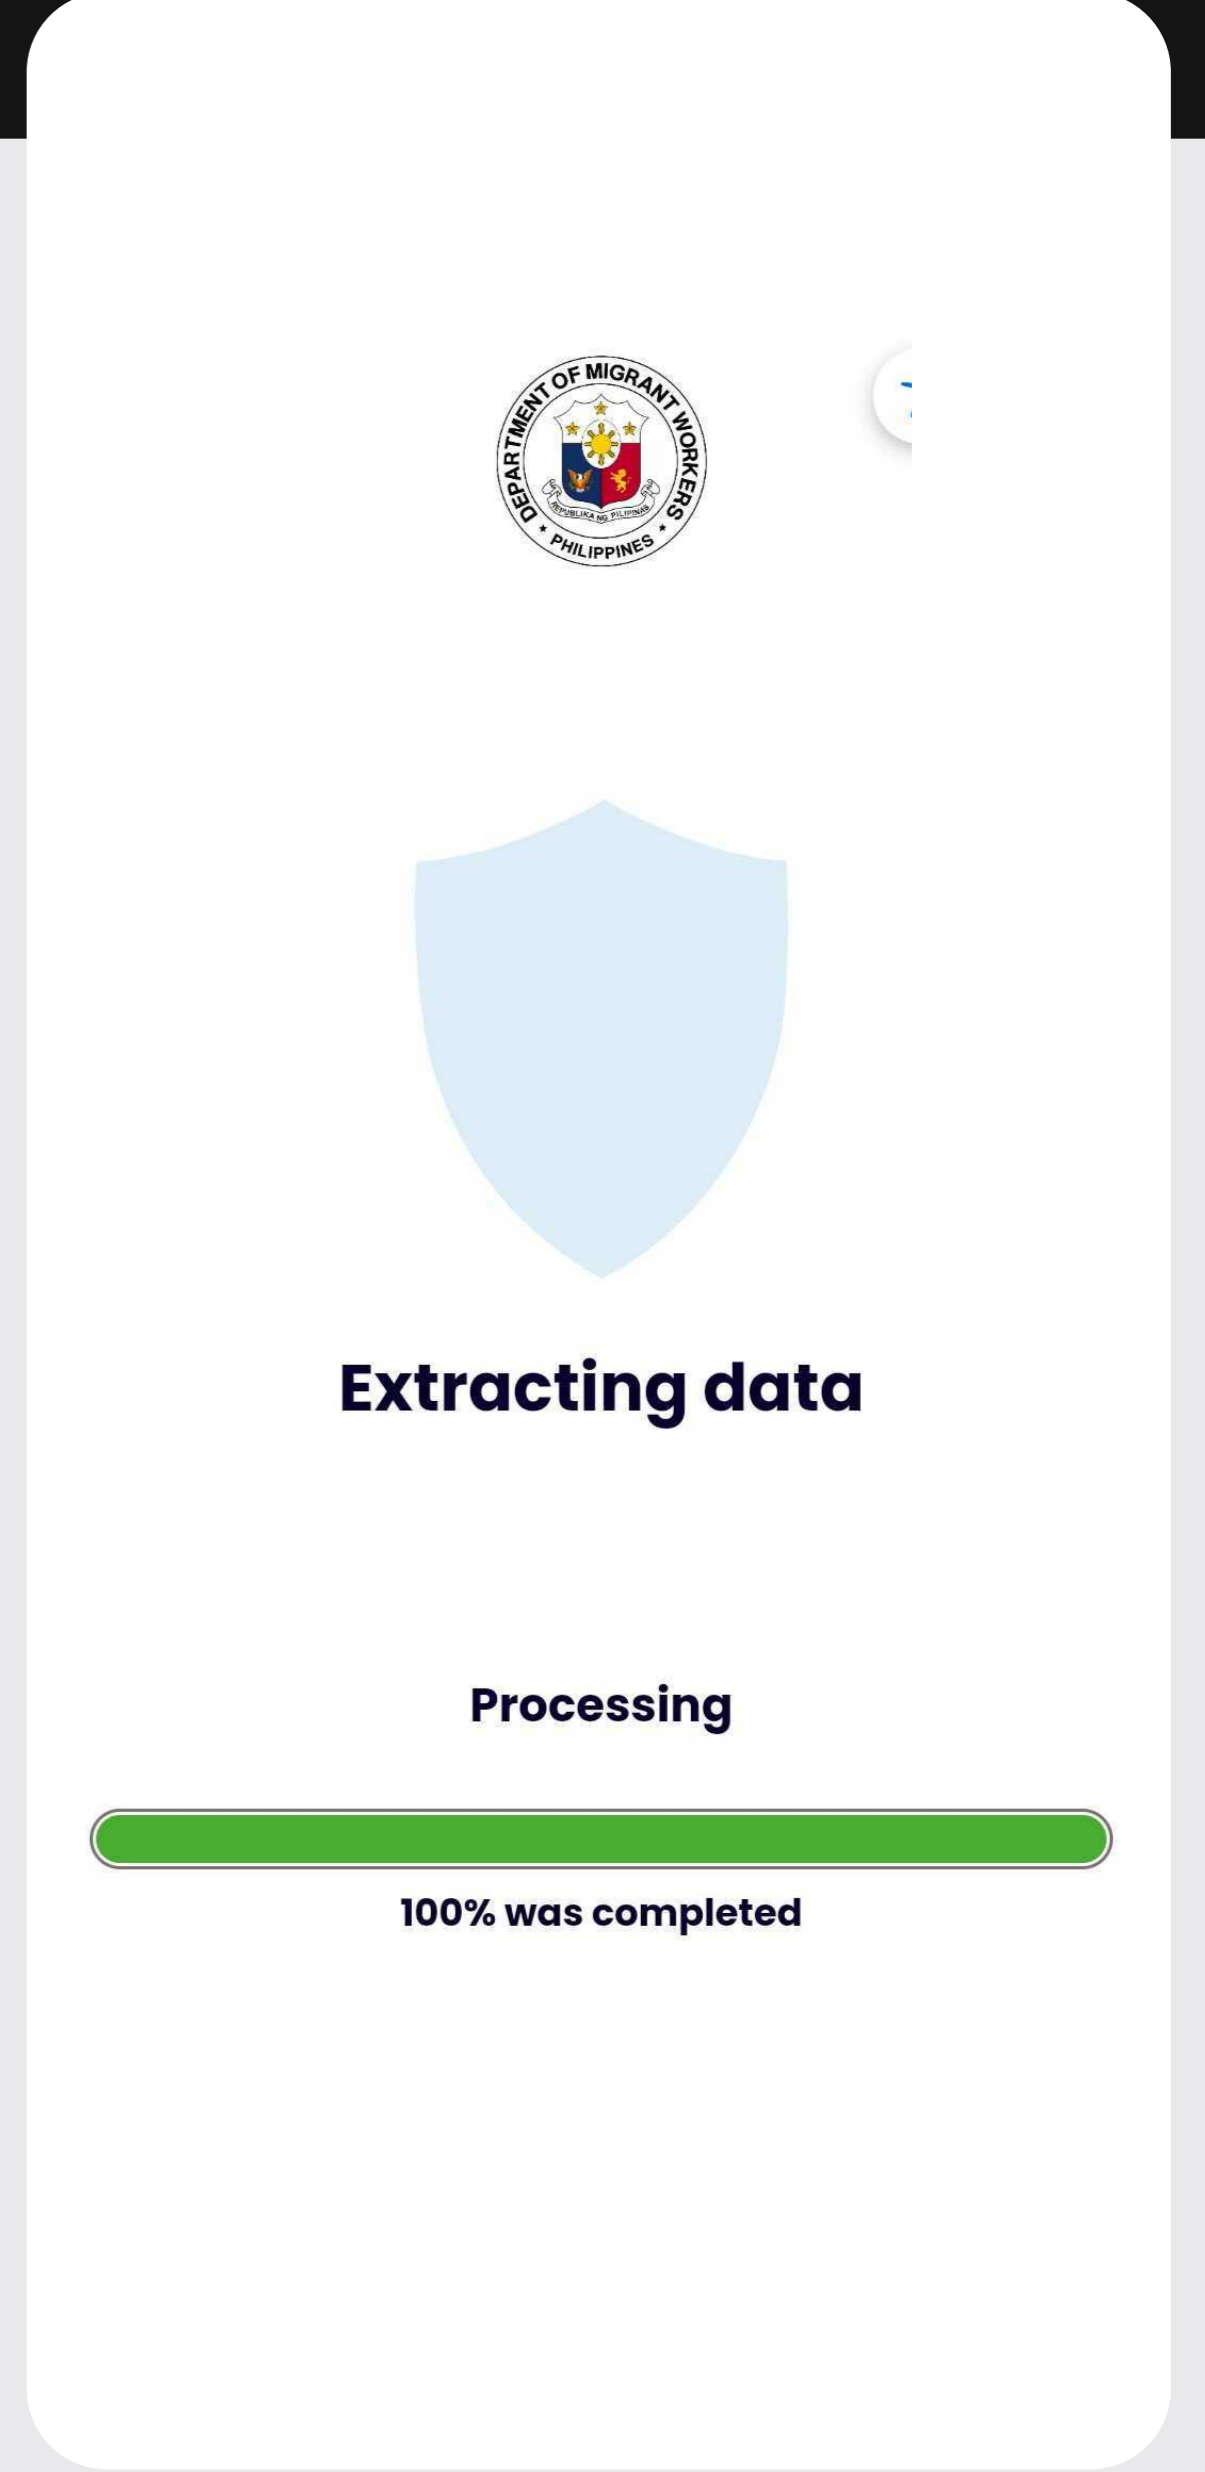 DEPARTMENT OF MIGRANT WORKERS
REPUBLIKA NG PILIPINAS
PHILIPPINES
Extracting data
Processing
100% was completed